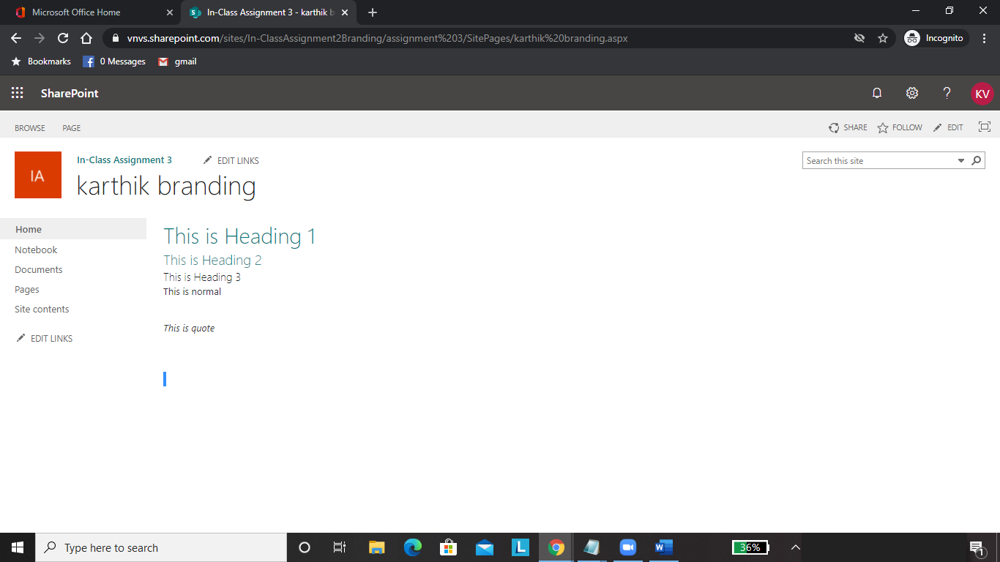 Microsoft Office Home
In-Class Assignment 3 - karthik b
vnvs.sharepoint.com/sites/In-ClassAssignment2Branding/assignment%203/SitePages/karthik%20branding.aspx
Incognito
Bookmarks
0 Messages
gmail
SharePoint
?
KV
BROWSE
PAGE
SHARE
FOLLOW
EDIT
IA
In-Class Assignment 3
EDIT LINKS
karthik branding
Search this site
Home
Notebook
Documents
Pages
Site contents
EDIT LINKS
This is Heading 1
This is Heading 2
This is Heading 3
This is normal
This is quote
Type here to search
L
W
36%
1